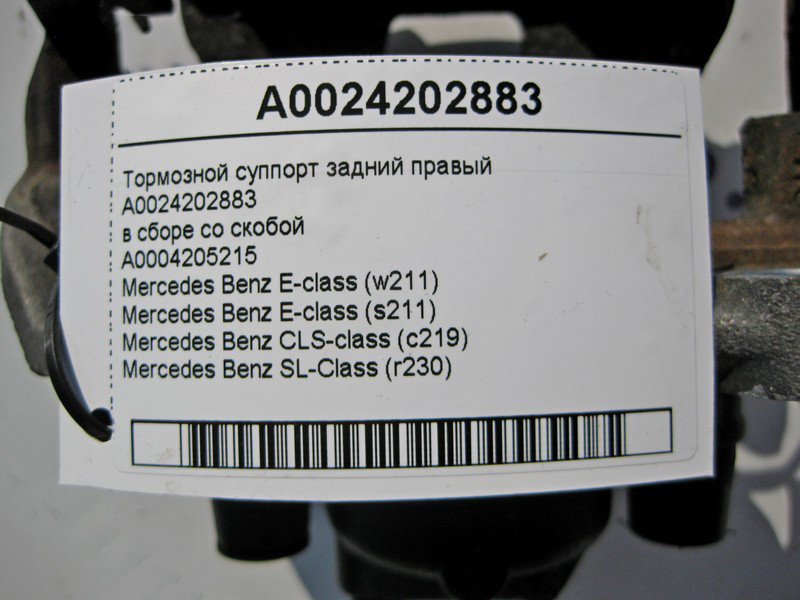 A0024202883
Тормозной суппорт задний правый
A0024202883
в сборе со скобой
A0004205215
Mercedes Benz E-class (w211)
Mercedes Benz E-class (s211)
Mercedes Benz CLS-class (c219)
Mercedes Benz SL-Class (r230)